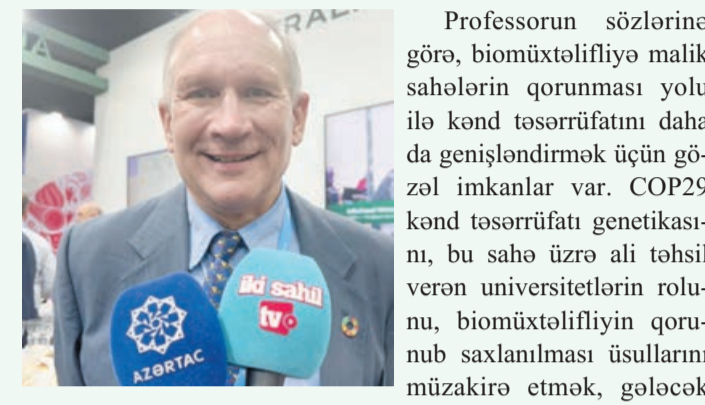 RALI
A
AZƏRTAC
iki sahil
tv
Professorun sözlərinə
görə, biomüxtəlifliyə malik
sahələrin qorunması yolu
ilə kənd təsərrüfatını daha
da genişləndirmək üçün gö-
zəl imkanlar var. COP29
kənd təsərrüfatı genetikası-
nı, bu sahə üzrə ali təhsil
verən universitetlərin rolu-
nu, biomüxtəlifliyin qoru-
nub saxlanılması üsullarını
müzakirə etmək, gələcək